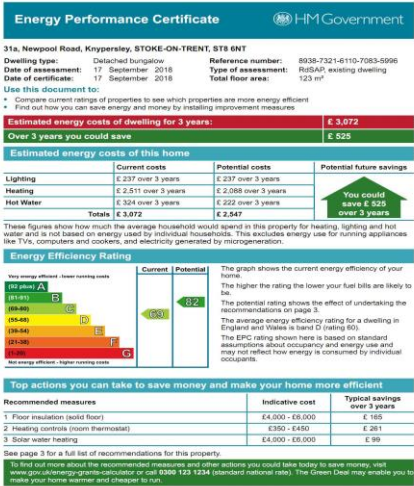 Energy Performance Certificate
HM Government
31a, Newpool Road, Knypersley, STOKE-ON-TRENT, ST8 6NT
Dwelling type: Detached bungalow Reference number: 8938-7321-6110-7083-5996
Date of assessment: 17 September 2018 Type of assessment: RdSAP, existing dwelling
Date of certificate: 17 September 2018 Total floor area: 123 m²
Use this document to:
• Compare current ratings of properties to see which properties are more energy efficient
• Find out how you can save energy and money by installing improvement measures
Estimated energy costs of dwelling for 3 years: £ 3,072
Over 3 years you could save £ 525
Estimated energy costs of this home
Current costs Potential costs Potential future savings
Lighting £ 237 over 3 years £ 237 over 3 years
Heating £ 2,511 over 3 years £ 2,088 over 3 years
Hot Water £ 324 over 3 years £ 222 over 3 years
Totals £ 3,072 £ 2,547
You could
save £ 525
over 3 years
These figures show how much the average household would spend in this property for heating, lighting and hot
water and is not based on energy used by individual households. This excludes energy use for running appliances
like TVs, computers and cookers, and electricity generated by microgeneration.
Energy Efficiency Rating
Current Potential
Very energy efficient - lower running costs
(92 plus) A
(81-91) B
(69-80) C
(55-68) D
(39-54) E
(21-38) F
(1-20) G
Not energy efficient - higher running costs
69
82
The graph shows the current energy efficiency of your
home.
The higher the rating the lower your fuel bills are likely to
be.
The potential rating shows the effect of undertaking the
recommendations on page 3.
The average energy efficiency rating for a dwelling in
England and Wales is band D (rating 60).
The EPC rating shown here is based on standard
assumptions about occupancy and energy use and
may not reflect how energy is consumed by individual
occupants.
Top actions you can take to save money and make your home more efficient
Recommended measures Indicative cost Typical savings over 3 years
1 Floor insulation (solid floor) £4,000 - £6,000 £ 165
2 Heating controls (room thermostat) £350 - £450 £ 261
3 Solar water heating £4,000 - £6,000 £ 99
See page 3 for a full list of recommendations for this property.
To find out more about the recommended measures and other actions you could take today to save money, visit
www.gov.uk/energy-grants-calculator or call 0300 123 1234 (standard national rate). The Green Deal may enable you to
make your home warmer and cheaper to run.